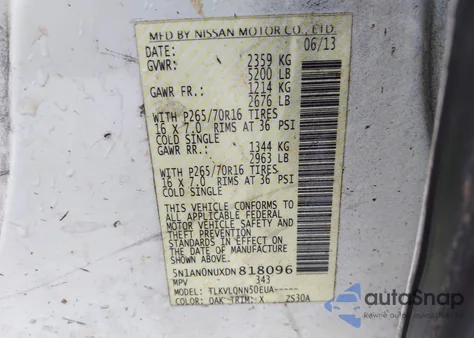 MFD BY NISSAN MOTOR CO., LTD.
DATE: 06/13
GVWR: 2359 KG
5200 LB
GAWR FR.: 1214 KG
2676 LB
WITH P265/70R16 TIRES
16 X 7.0 RIMS AT 36 PSI
COLD SINGLE
GAWR RR.: 1344 KG
2963 LB
WITH P265/70R16 TIRES
16 X 7.0 RIMS AT 36 PSI
COLD SINGLE
THIS VEHICLE CONFORMS TO
ALL APPLICABLE FEDERAL
MOTOR VEHICLE SAFETY AND
THEFT PREVENTION
STANDARDS IN EFFECT ON
THE DATE OF MANUFACTURE
SHOWN ABOVE.
5N1AN0NUXDN818096
MPV 343
MODEL: TLKVLQNN50EUA-----
COLOR: QAK TRIM: X ZS30A
autoSnap